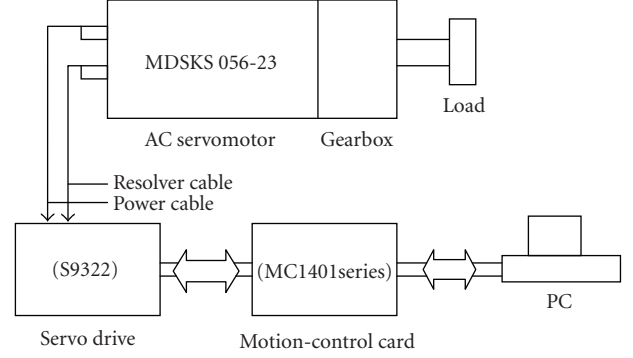 MDSKS 056-23
Load
AC servomotor
Gearbox
Resolver cable
Power cable
(S9322)
(MC1401series)
PC
Servo drive
Motion-control card